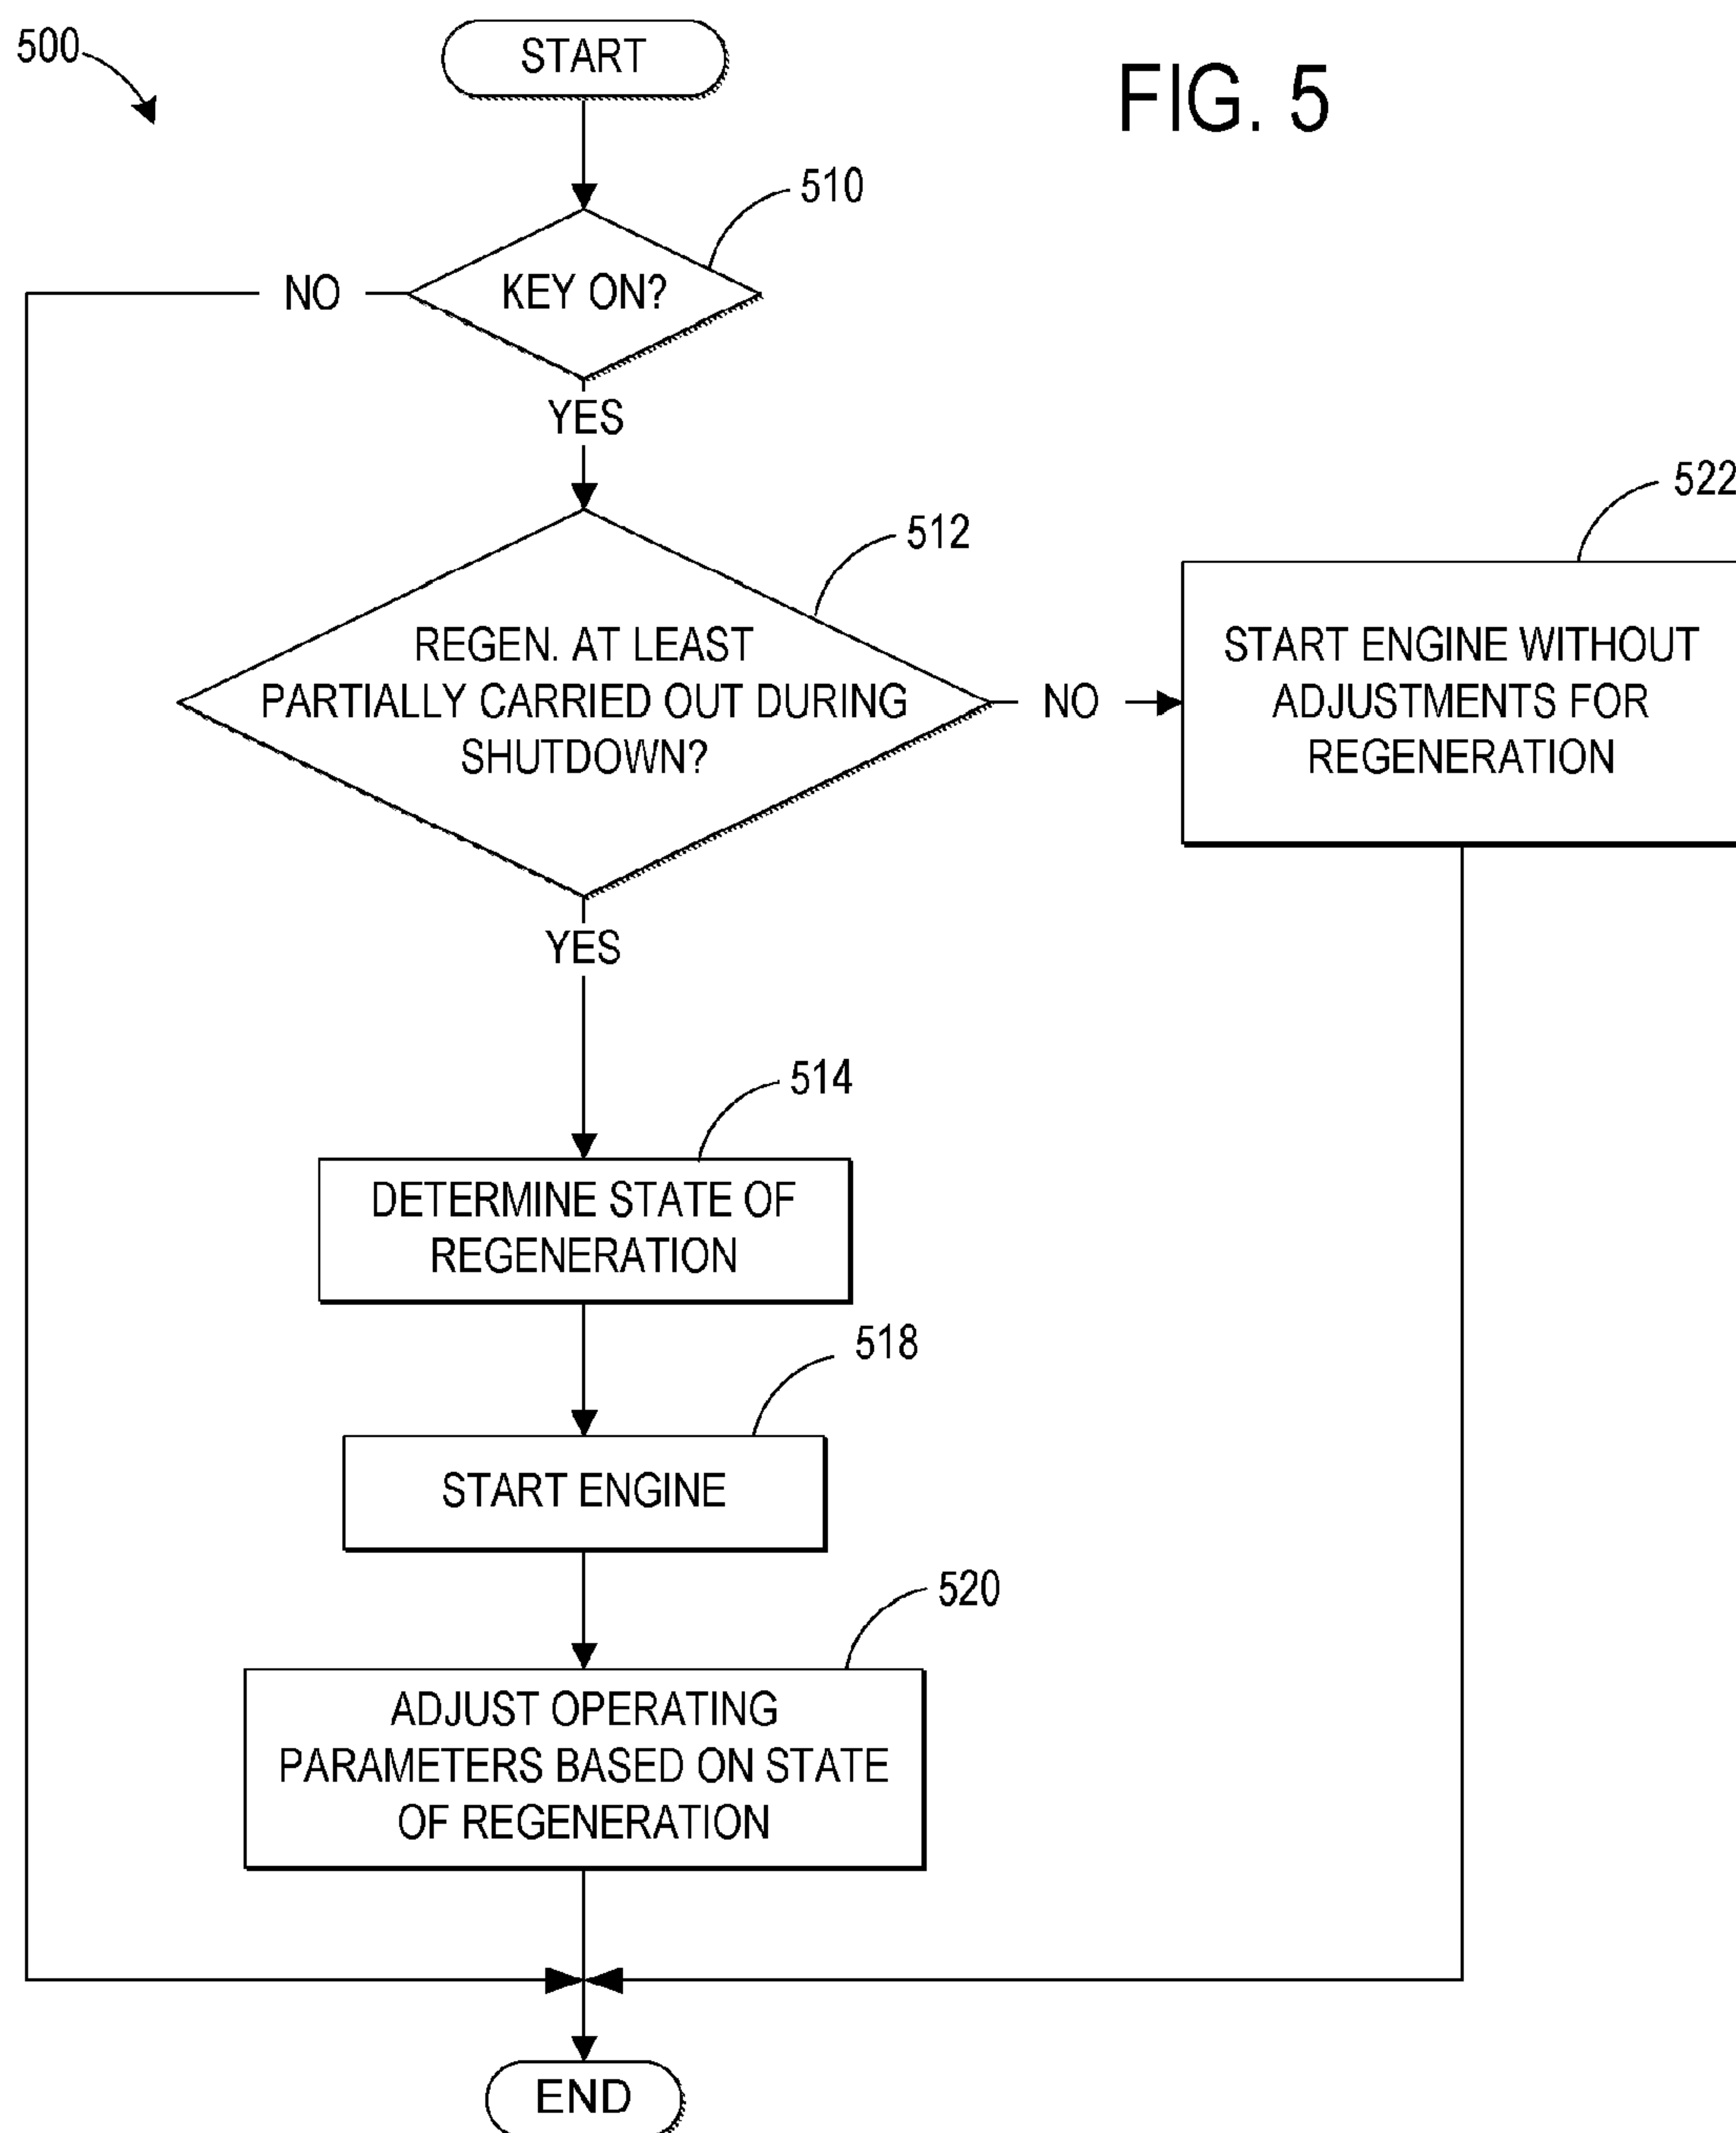 500
START
FIG. 5
510
KEY ON?
NO
YES
512
REGEN. AT LEAST
PARTIALLY CARRIED OUT DURING
SHUTDOWN?
NO
522
START ENGINE WITHOUT
ADJUSTMENTS FOR
REGENERATION
YES
514
DETERMINE STATE OF
REGENERATION
518
START ENGINE
520
ADJUST OPERATING
PARAMETERS BASED ON STATE
OF REGENERATION
END